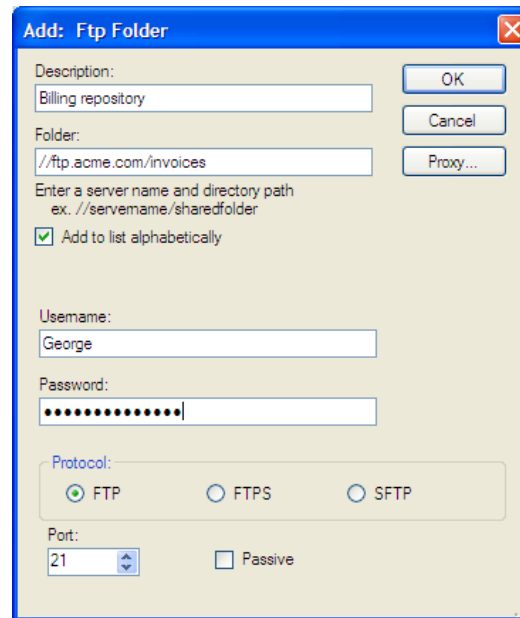 Add: Ftp Folder
Description:
Billing repository
OK
Cancel
Folder:
//ftp.acme.com/invoices
Proxy...
Enter a server name and directory path
ex. //servername/sharedfolder
Add to list alphabetically
Username:
George
Password:
••••••••••••••
Protocol:
FTP FTPS SFTP
Port:
21 Passive